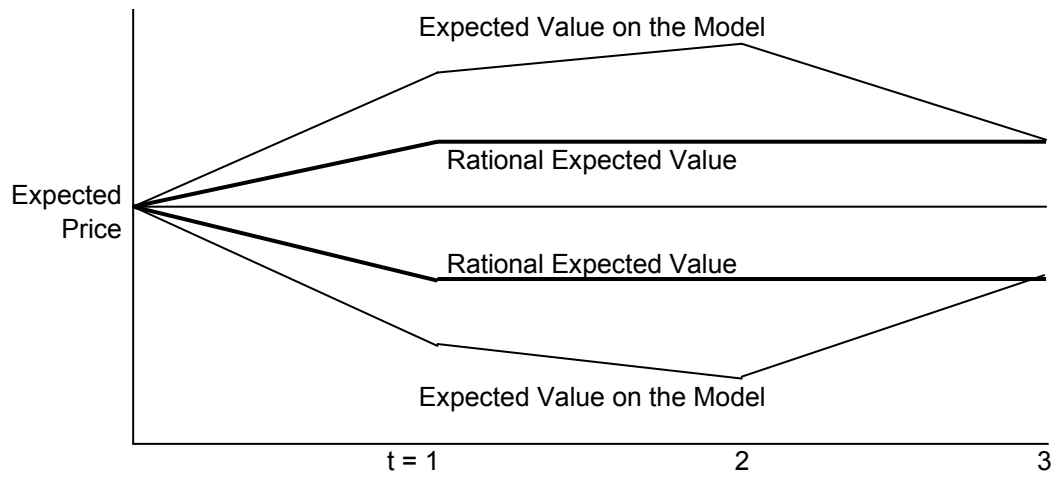 Expected Value on the Model
Rational Expected Value
Expected
Price
Rational Expected Value
Expected Value on the Model
t = 1 2 3